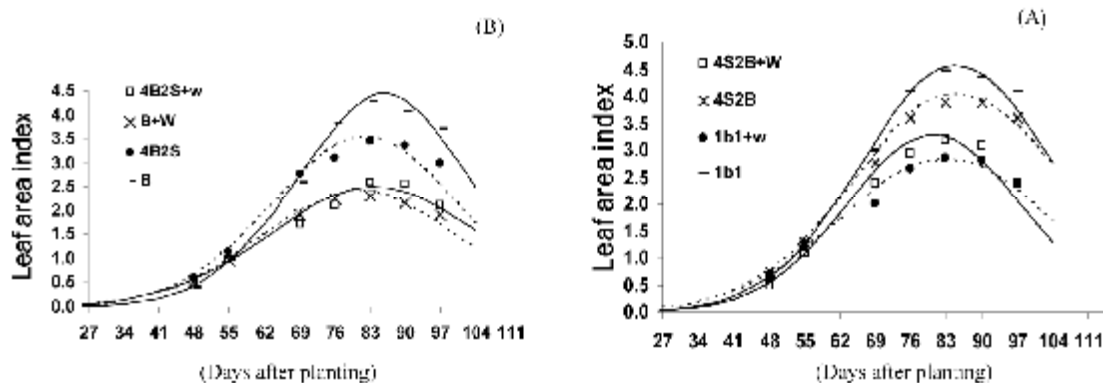 (B)
4B2S+w
B+W
4B2S
B
Leaf area index
4.5
4.0
3.5
3.0
2.5
2.0
1.5
1.0
0.5
0.0
27 34 41 48 55 62 69 76 83 90 97 104 111
(Days after planting)
(A)
4S2B+W
4S2B
1b1+w
1b1
Leaf area index
5.0
4.5
4.0
3.5
3.0
2.5
2.0
1.5
1.0
0.5
0.0
27 34 41 48 55 62 69 76 83 90 97 104 111
(Days after planting)